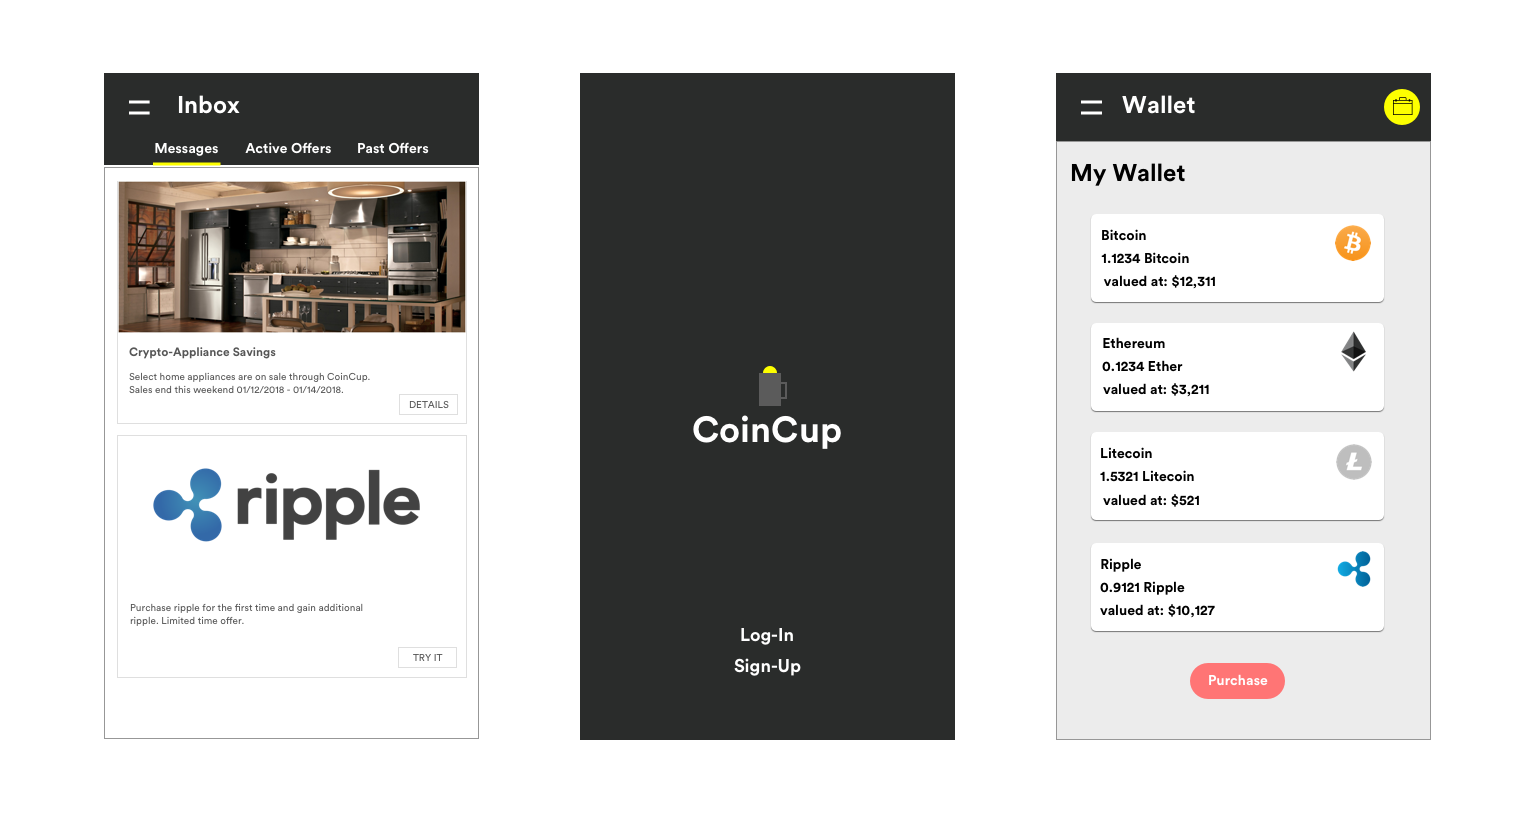 Inbox
Messages Active Offers Past Offers
Crypto-Appliance Savings
Select home appliances are on sale through CoinCup.
Sales end this weekend 01/12/2018 - 01/14/2018.
DETAILS
ripple
Purchase ripple for the first time and gain additional
ripple. Limited time offer.
TRY IT
CoinCup
Log-In
Sign-Up
Wallet
My Wallet
Bitcoin
1.1234 Bitcoin
valued at: $12,311
Ethereum
0.1234 Ether
valued at: $3,211
Litecoin
1.5321 Litecoin
valued at: $521
Ripple
0.9121 Ripple
valued at: $10,127
Purchase